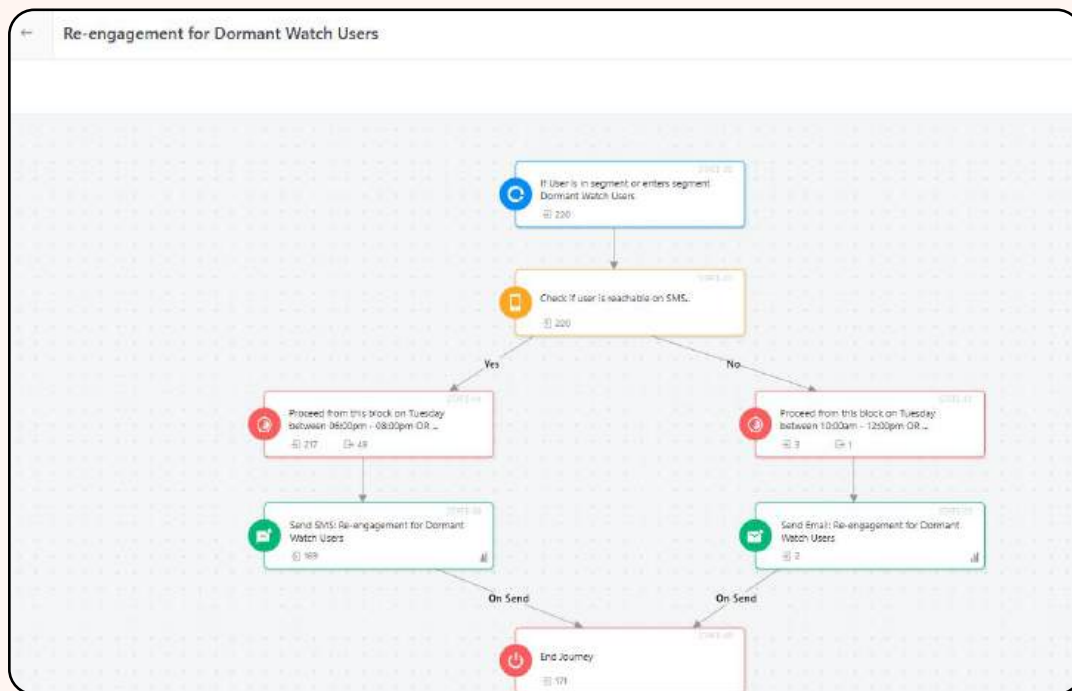 Re-engagement for Dormant Watch Users
If User is in segment or enters segment
Dormant Watch Users
220
Check if user is reachable on SMS.
220
Yes
No
Proceed from this block on Tuesday
between 06:00pm - 08:00pm OR ...
217 48
Proceed from this block on Tuesday
between 10:00am - 12:00pm OR ...
3 1
Send SMS: Re-engagement for Dormant
Watch Users
169
Send Email: Re-engagement for Dormant
Watch Users
2
On Send
On Send
End Journey
171